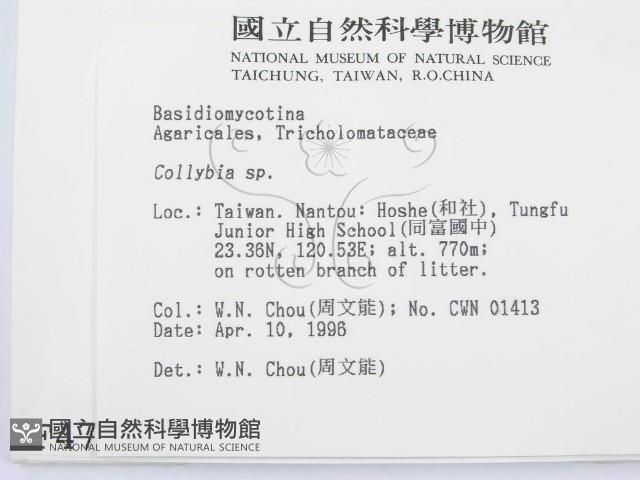 國立自然科學博物館
NATIONAL MUSEUM OF NATURAL SCIENCE
TAICHUNG, TAIWAN, R.O.CHINA
Basidiomycotina
Agaricales, Tricholomataceae
Collybia sp.
Loc.: Taiwan. Nantou: Hoshe(和社), Tungfu
Junior High School(同富國中)
23.36N, 120.53E; alt. 770m;
on rotten branch of litter.
Col.: W.N. Chou(周文能); No. CWN 01413
Date: Apr. 10, 1996
Det.: W.N. Chou(周文能)
國立自然科學博物館
NATIONAL MUSEUM OF NATURAL SCIENCE